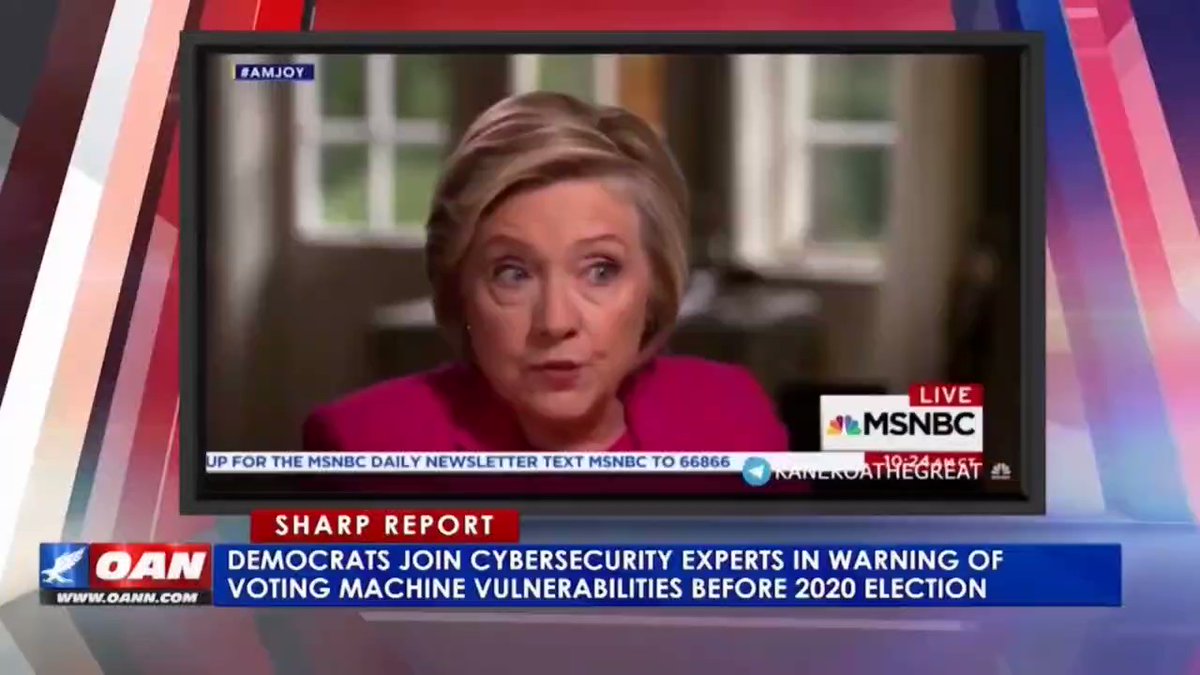 #AMJOY
LIVE
MSNBC
UP FOR THE MSNBC DAILY NEWSLETTER TEXT MSNBC TO 66866
KANEKOATHEGREAT
SHARP REPORT
OAN
WWW.OANN.COM
DEMOCRATS JOIN CYBERSECURITY EXPERTS IN WARNING OF
VOTING MACHINE VULNERABILITIES BEFORE 2020 ELECTION